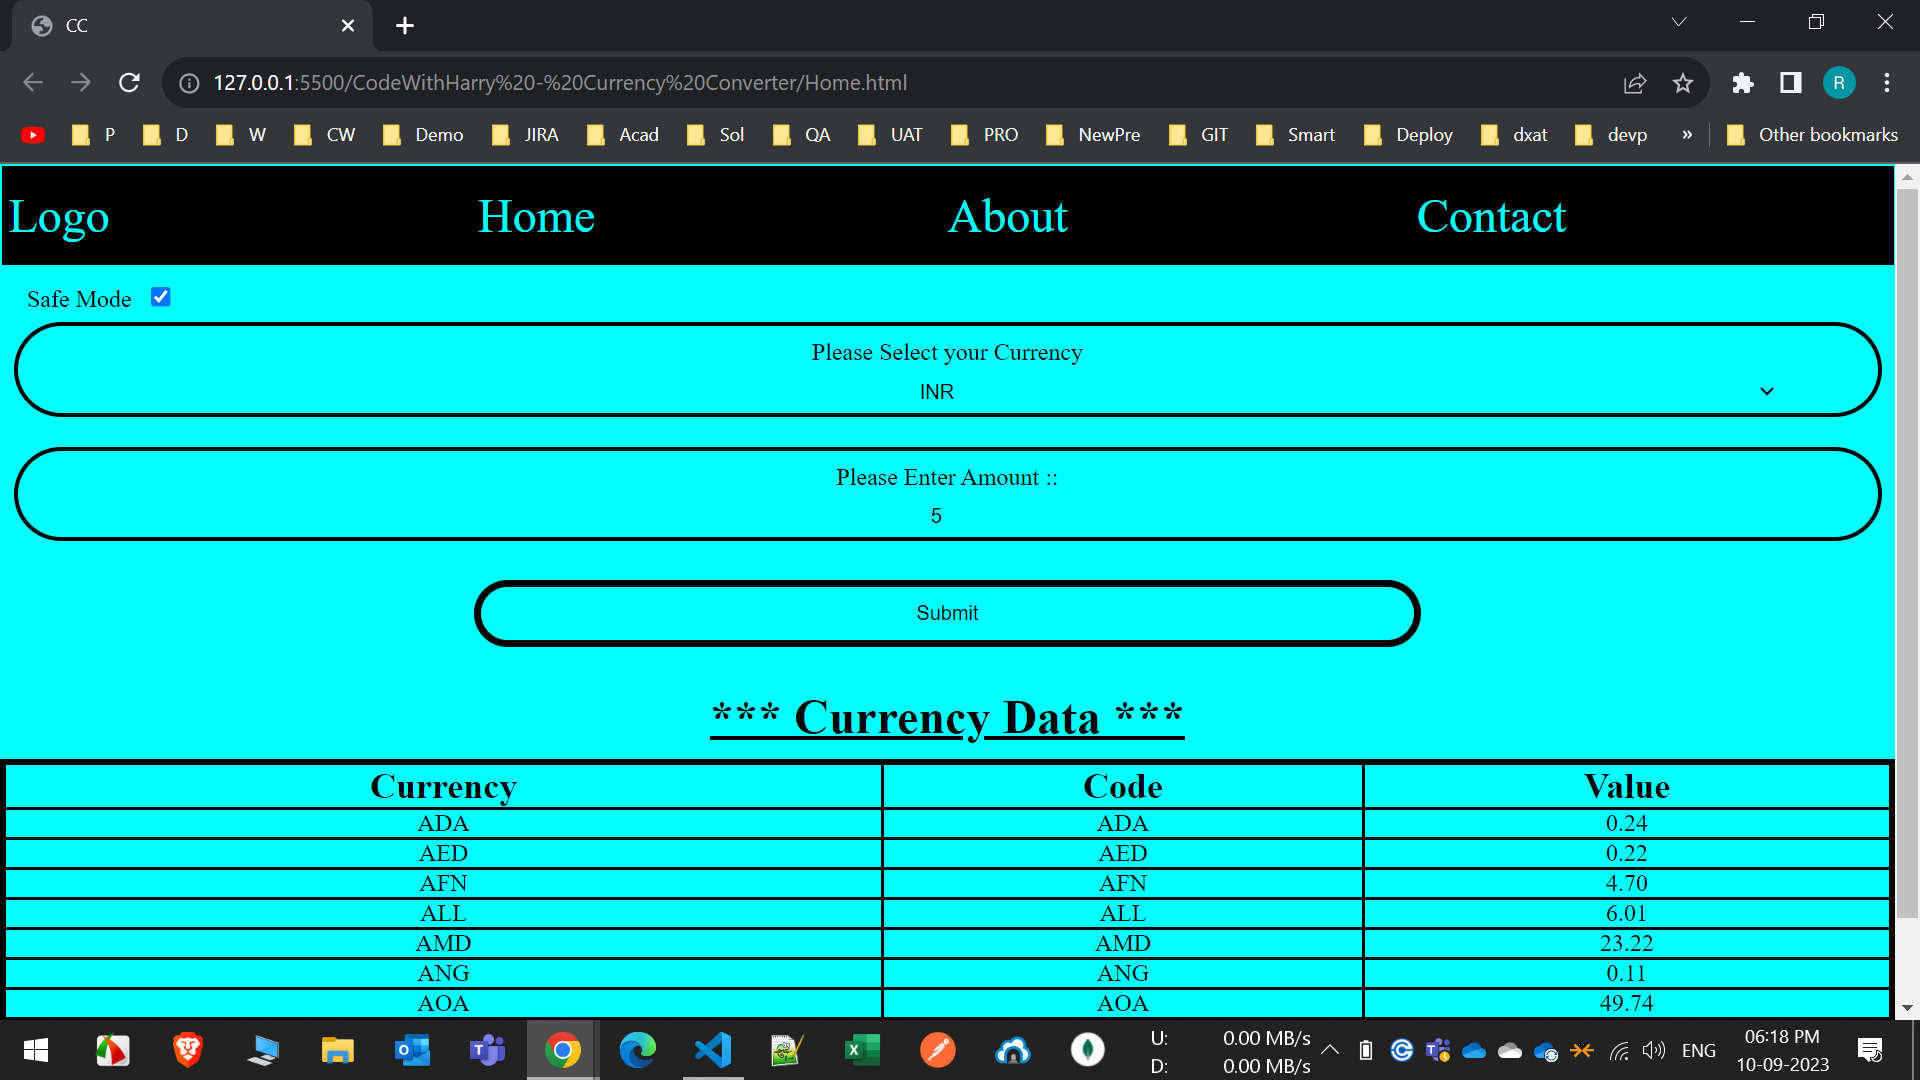 CC
127.0.0.1:5500/CodeWithHarry%20-%20Currency%20Converter/Home.html
R
P D W CW Demo JIRA Acad Sol QA UAT PRO NewPre GIT Smart Deploy dxat devp » Other bookmarks
Logo Home About Contact
Safe Mode
Please Select your Currency
INR
Please Enter Amount ::
5
Submit
*** Currency Data ***
Currency Code Value
ADA ADA 0.24
AED AED 0.22
AFN AFN 4.70
ALL ALL 6.01
AMD AMD 23.22
ANG ANG 0.11
AOA AOA 49.74
U: 0.00 MB/s
D: 0.00 MB/s
ENG
06:18 PM
10-09-2023